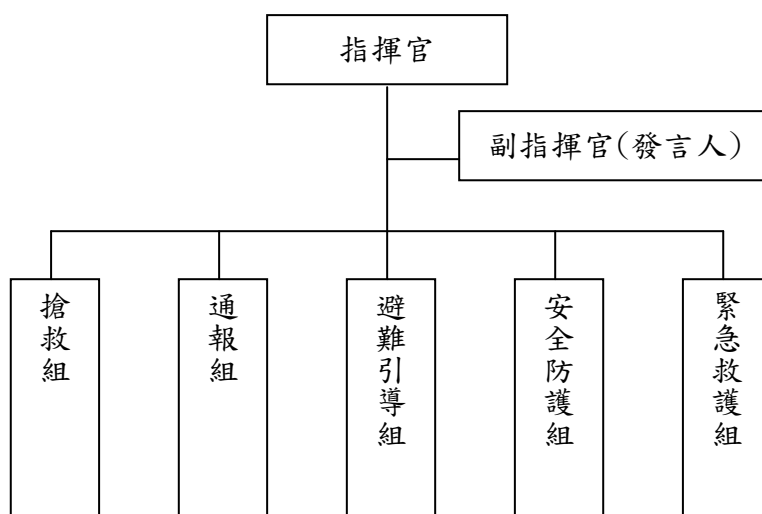 指揮官
副指揮官(發言人)
搶救組
通報組
避難引導組
安全防護組
緊急救護組